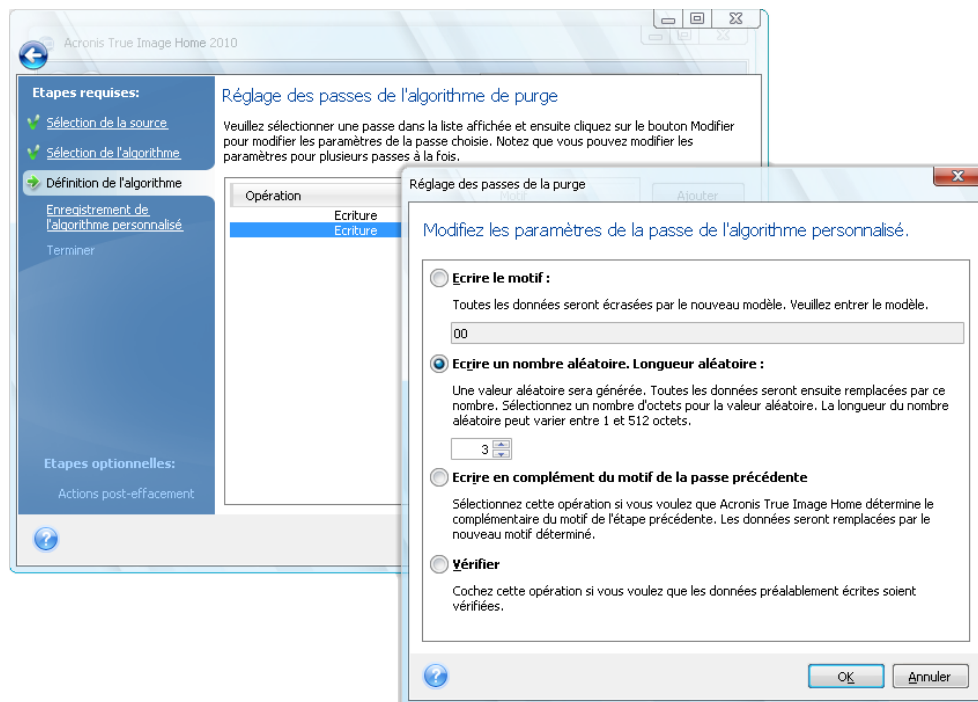 Acronis True Image Home 2010
Etapes requises:
Sélection de la source
Sélection de l'algorithme
Définition de l'algorithme
Enregistrement de
l'algorithme personnalisé
Terminer
Etapes optionnelles:
Actions post-effacement
Réglage des passes de l'algorithme de purge
Veuillez sélectionner une passe dans la liste affichée et ensuite cliquez sur le bouton Modifier
pour modifier les paramètres de la passe choisie. Notez que vous pouvez modifier les
paramètres pour plusieurs passes à la fois.
Opération
Motif
Ajouter
Ecriture
Ecriture
Réglage des passes de la purge
Modifiez les paramètres de la passe de l'algorithme personnalisé.
Ecrire le motif :
Toutes les données seront écrasées par le nouveau modèle. Veuillez entrer le modèle.
00
Ecrire un nombre aléatoire. Longueur aléatoire :
Une valeur aléatoire sera générée. Toutes les données seront ensuite remplacées par ce
nombre. Sélectionnez un nombre d'octets pour la valeur aléatoire. La longueur du nombre
aléatoire peut varier entre 1 et 512 octets.
3
Ecrire en complément du motif de la passe précédente
Sélectionnez cette opération si vous voulez que Acronis True Image Home détermine le
complémentaire du motif de l'étape précédente. Les données seront remplacées par le
nouveau motif déterminé.
Vérifier
Cochez cette opération si vous voulez que les données préalablement écrites soient
vérifiées.
OK
Annuler